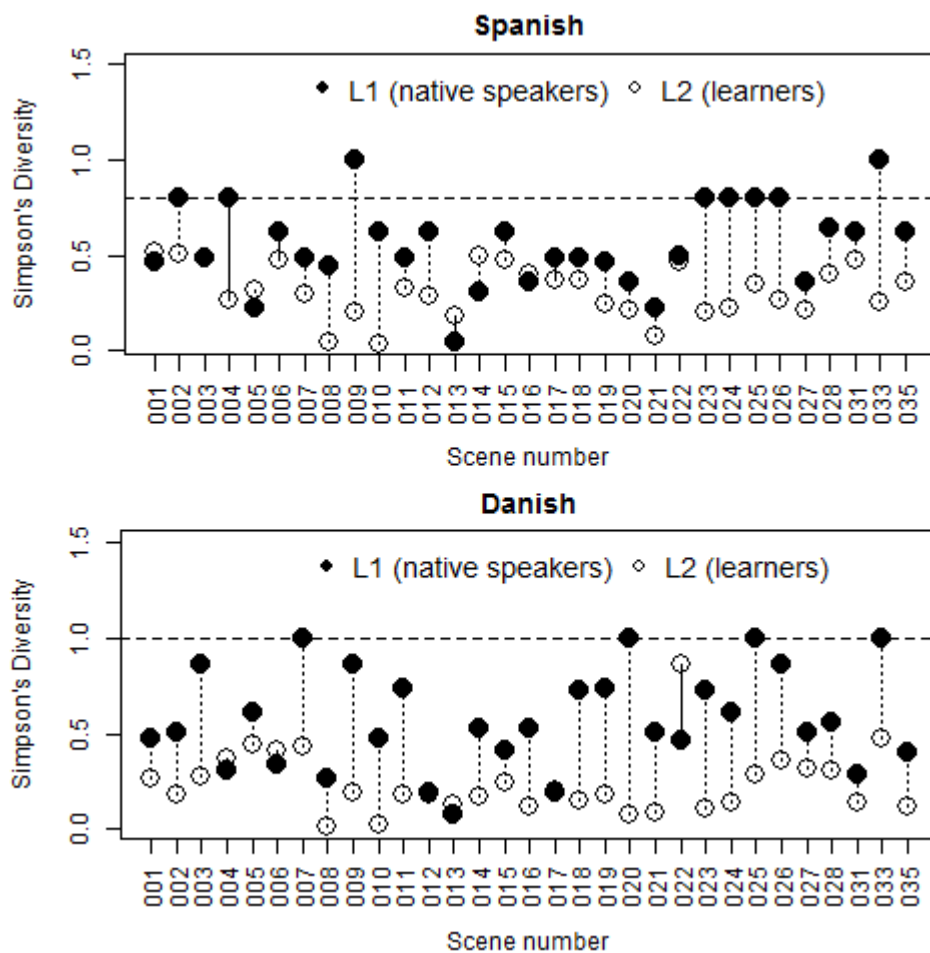 Spanish
● L1 (native speakers) ○ L2 (learners)
Simpson's Diversity
1.5
1.0
0.5
0.0
001 002 003 004 005 006 007 008 009 010 011 012 013 014 015 016 017 018 019 020 021 022 023 024 025 026 027 028 031 033 035
Scene number
Danish
● L1 (native speakers) ○ L2 (learners)
Simpson's Diversity
1.5
1.0
0.5
0.0
001 002 003 004 005 006 007 008 009 010 011 012 013 014 015 016 017 018 019 020 021 022 023 024 025 026 027 028 031 033 035
Scene number